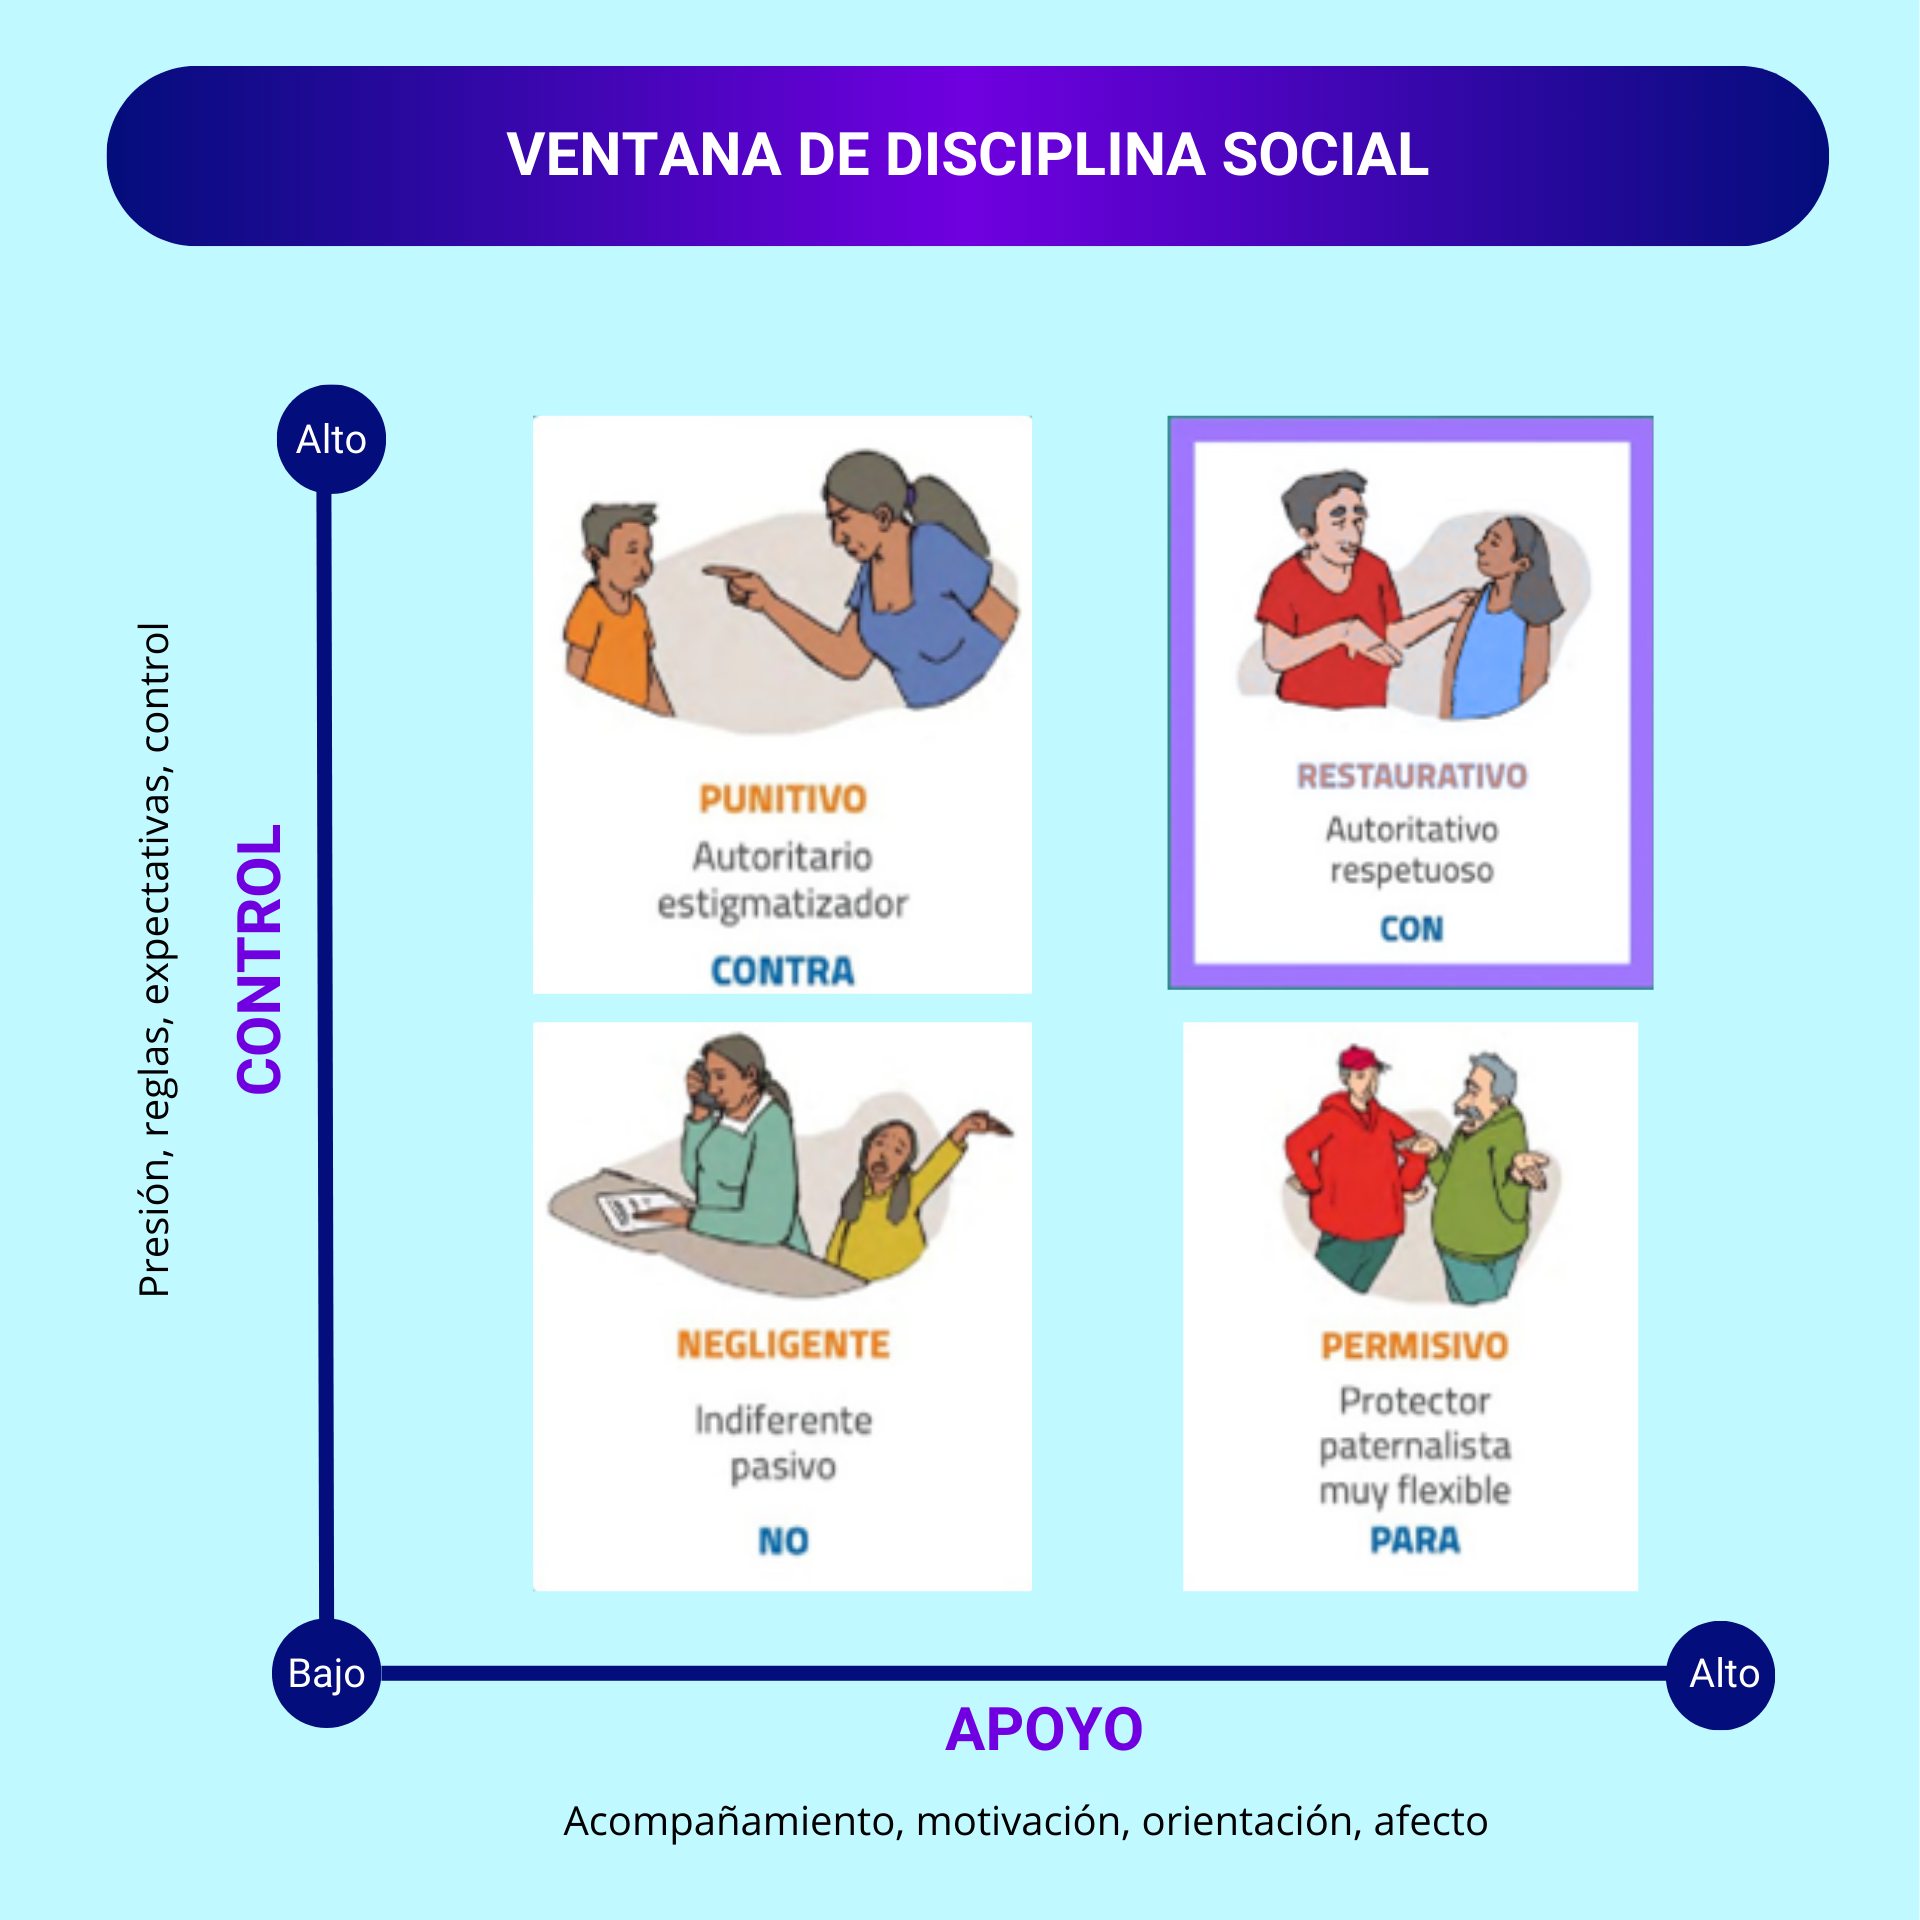 VENTANA DE DISCIPLINA SOCIAL
Alto
Presión, reglas, expectativas, control
CONTROL
PUNITIVO
Autoritario
estigmatizador
CONTRA
RESTAURATIVO
Autoritativo
respetuoso
CON
NEGLIGENTE
Indiferente
pasivo
NO
PERMISIVO
Protector
paternalista
muy flexible
PARA
Bajo
Alto
APOYO
Acompañamiento, motivación, orientación, afecto